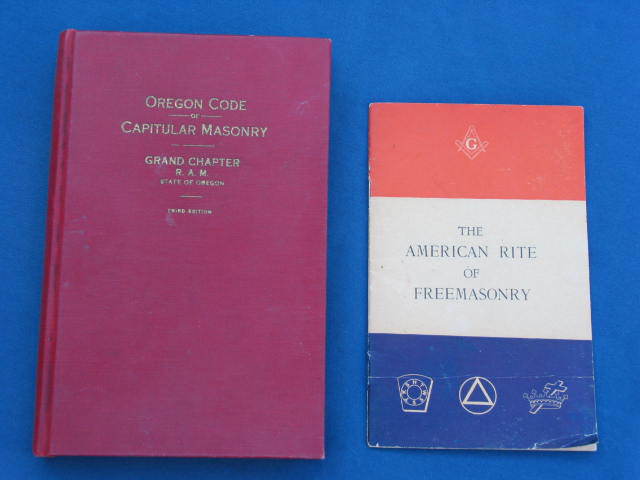 OREGON CODE
OF
CAPITULAR MASONRY
GRAND CHAPTER
R. A. M.
STATE OF OREGON
THIRD EDITION
G
THE
AMERICAN RITE
OF
FREEMASONRY